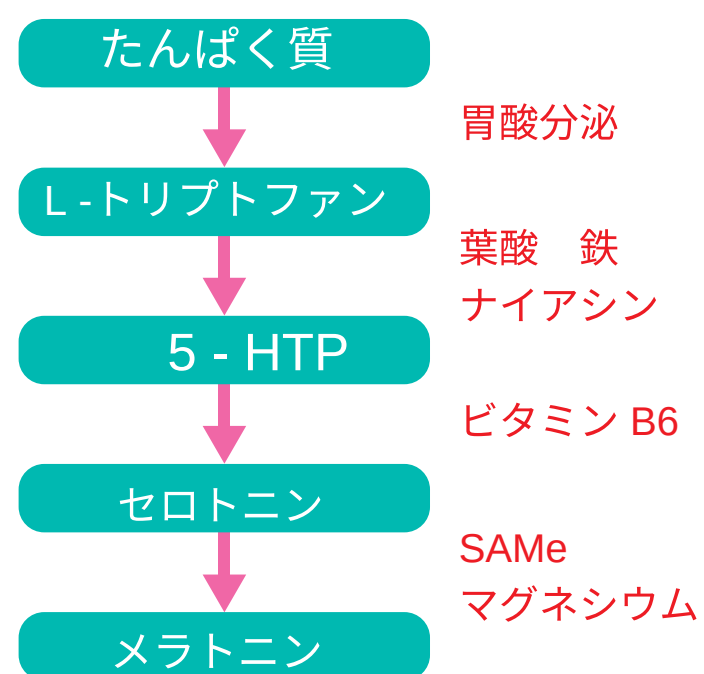 たんぱく質
胃酸分泌
L -トリプトファン
葉酸　鉄
ナイアシン
5 - HTP
ビタミン B6
セロトニン
SAMe
マグネシウム
メラトニン